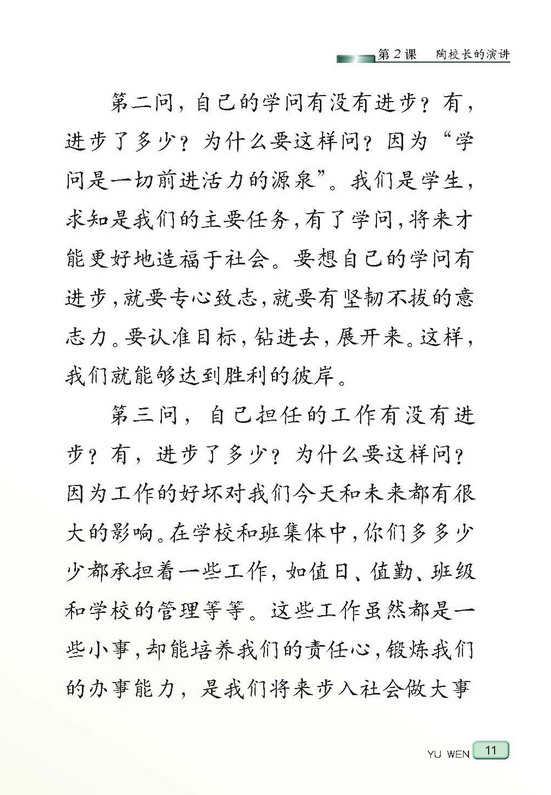 第2课 陶校长的演讲
第二问，自己的学问有没有进步？有，
进步了多少？为什么要这样问？因为“学
问是一切前进活力的源泉”。我们是学生，
求知是我们的主要任务，有了学问，将来才
能更好地造福于社会。要想自己的学问有
进步，就要专心致志，就要有坚韧不拔的意
志力。要认准目标，钻进去，展开来。这样，
我们就能够达到胜利的彼岸。
第三问，自己担任的工作有没有进
步？有，进步了多少？为什么要这样问？
因为工作的好坏对我们今天和未来都有很
大的影响。在学校和班集体中，你们多多少
少都承担着一些工作，如值日、值勤、班级
和学校的管理等等。这些工作虽然都是一
些小事，却能培养我们的责任心，锻炼我们
的办事能力，是我们将来步入社会做大事
YU WEN 11